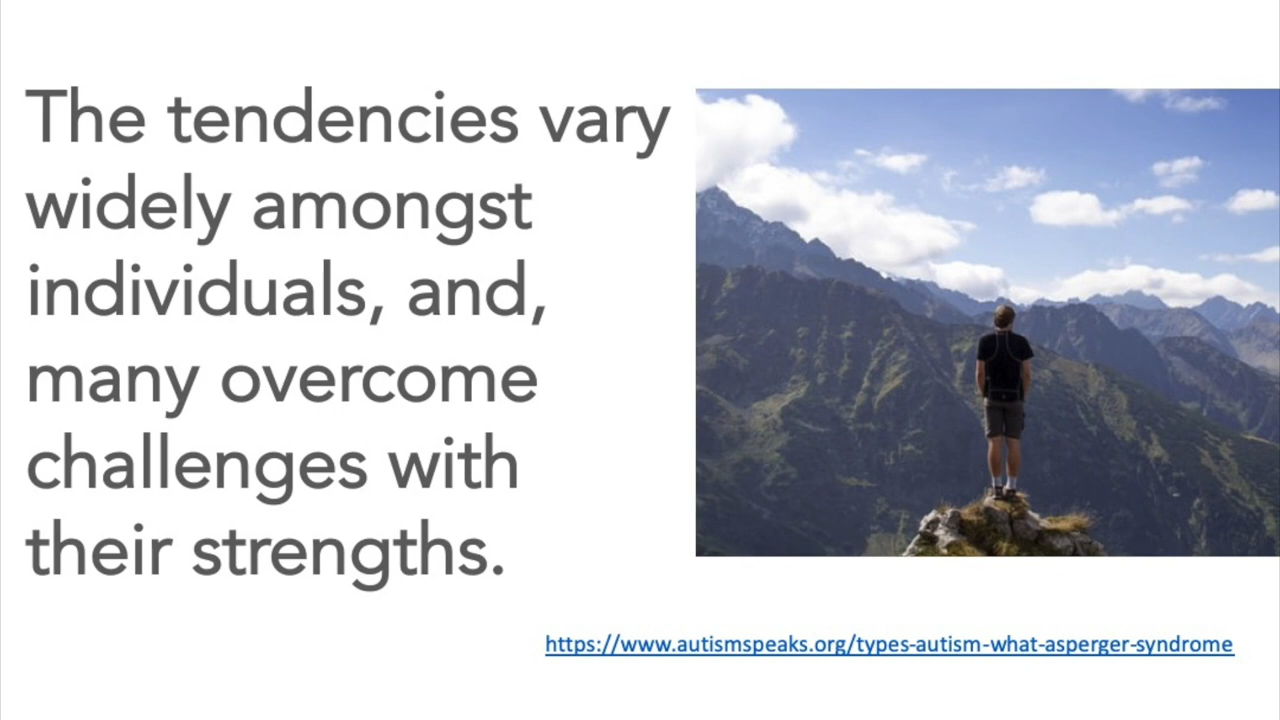 The tendencies vary
widely amongst
individuals, and,
many overcome
challenges with
their strengths.
https://www.autismspeaks.org/types-autism-what-asperger-syndrome